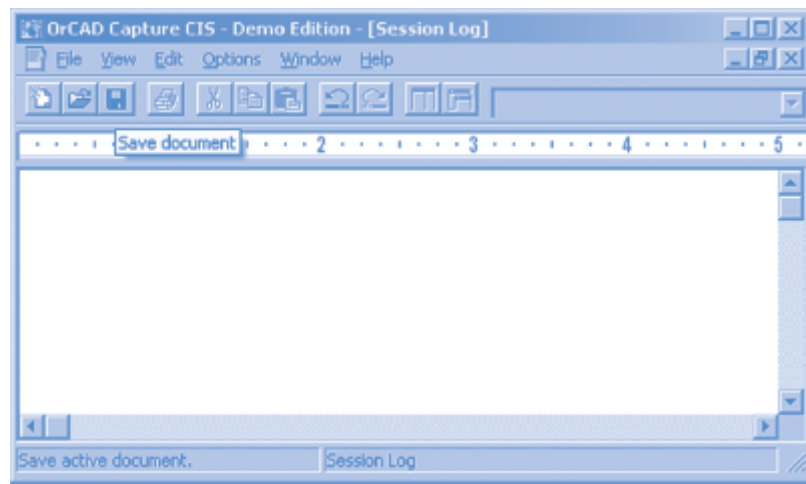 OrCAD Capture CIS - Demo Edition - [Session Log]
File View Edit Options Window Help
Save document
2 3 4 5
Save active document. Session Log